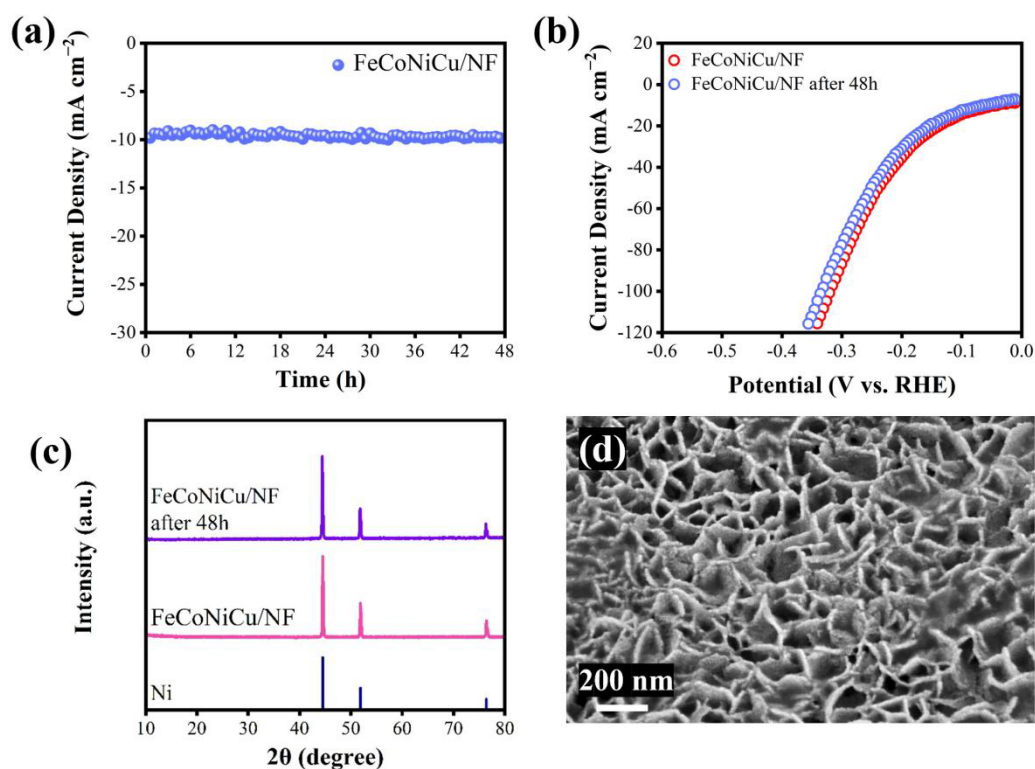 (a)
0
-5
-10
-15
-20
-25
-30
Current Density (mA cm⁻²)
FeCoNiCu/NF
0 6 12 18 24 30 36 42 48
Time (h)
(b)
20
0
-20
-40
-60
-80
-100
-120
Current Density (mA cm⁻²)
FeCoNiCu/NF
FeCoNiCu/NF after 48h
-0.6 -0.5 -0.4 -0.3 -0.2 -0.1 0.0
Potential (V vs. RHE)
(c)
Intensity (a.u.)
FeCoNiCu/NF
after 48h
FeCoNiCu/NF
Ni
10 20 30 40 50 60 70 80
2θ (degree)
(d)
200 nm